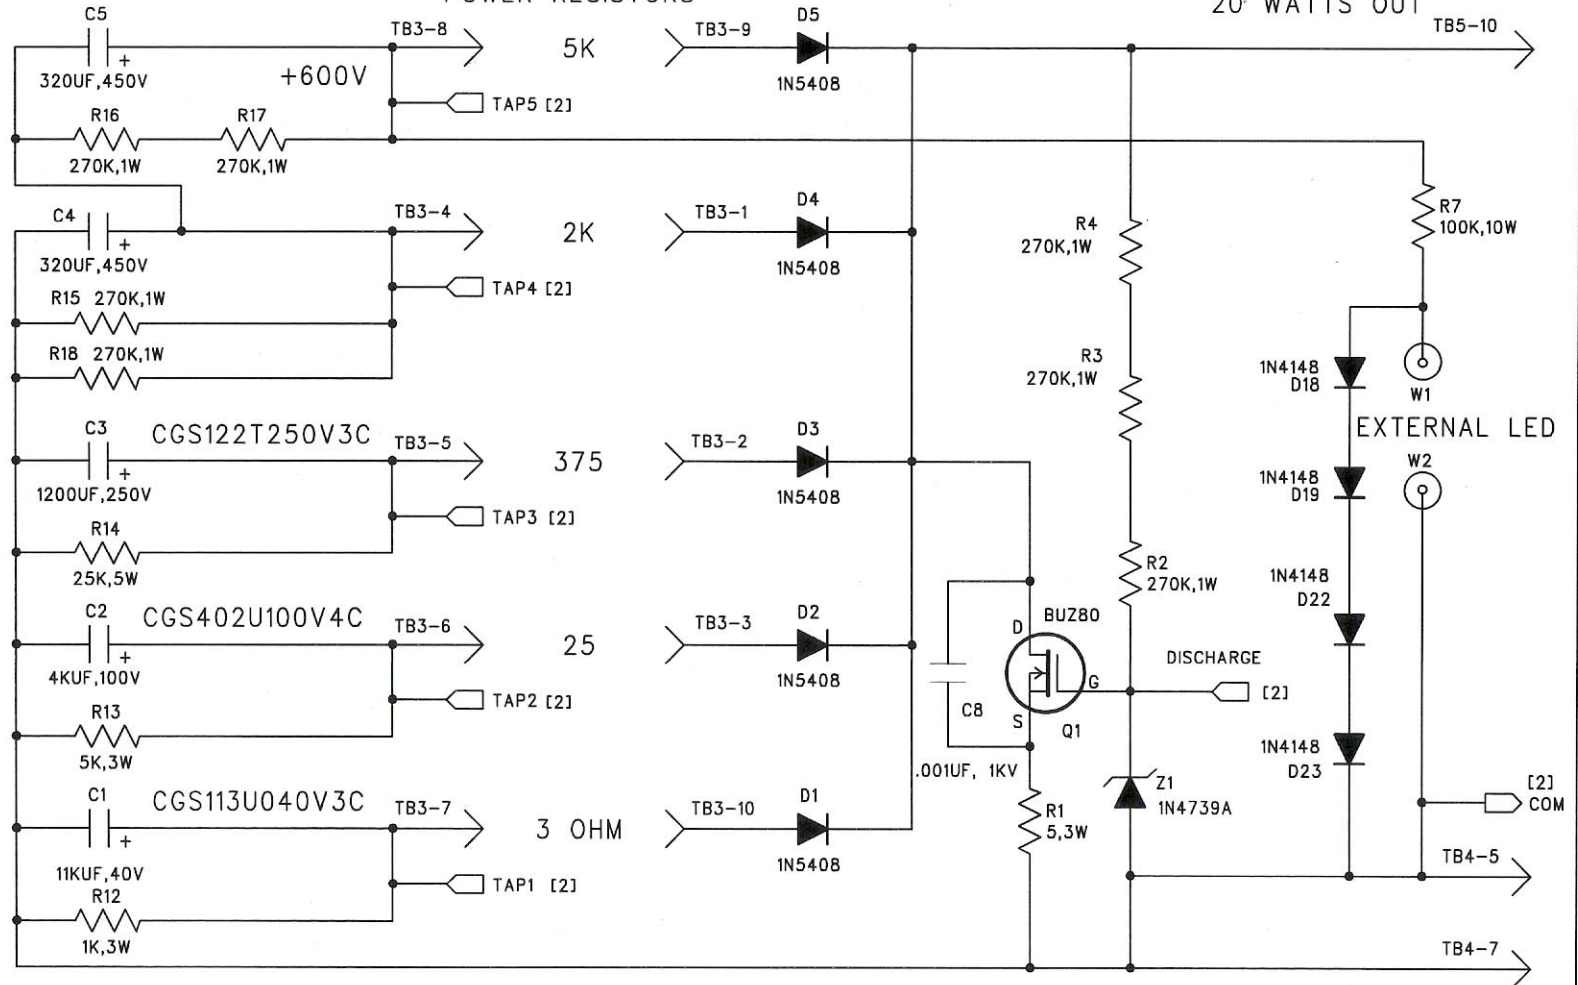 POWER RESISTORS
20 WATTS OUT
C5
320UF,450V
+600V
TB3-8
5K
TB3-9
D5
1N5408
TB5-10
TAP5 [2]
R16
270K,1W
R17
270K,1W
C4
320UF,450V
TB3-4
2K
TB3-1
D4
1N5408
TAP4 [2]
R15 270K,1W
R18 270K,1W
R4
270K,1W
R7
100K,10W
R3
270K,1W
1N4148
D18
W1
EXTERNAL LED
W2
1N4148
D19
C3
CGS122T250V3C
1200UF,250V
TB3-5
375
TB3-2
D3
1N5408
TAP3 [2]
R14
25K,5W
R2
270K,1W
1N4148
D22
C2
CGS402U100V4C
4KUF,100V
TB3-6
25
TB3-3
D2
1N5408
TAP2 [2]
R13
5K,3W
BUZ80
D
G
S
Q1
C8
.001UF, 1KV
DISCHARGE
[2]
1N4148
D23
Z1
1N4739A
[2]
COM
C1
CGS113U040V3C
11KUF,40V
TB3-7
3 OHM
TB3-10
D1
1N5408
TAP1 [2]
R12
1K,3W
R1
5,3W
TB4-5
TB4-7